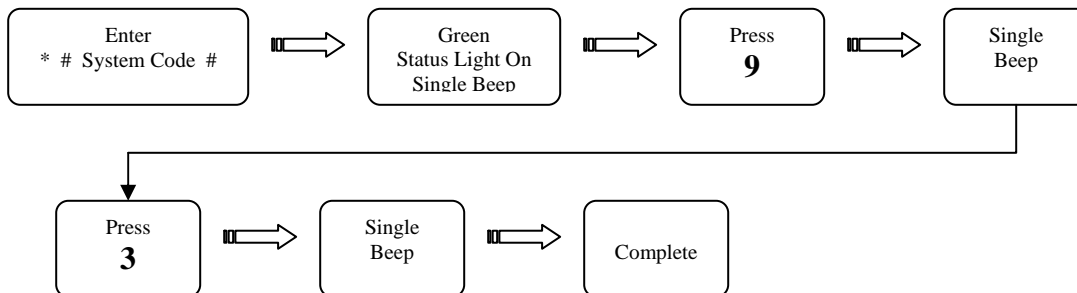 Enter
* # System Code #
Green
Status Light On
Single Beep
Press
9
Single
Beep
Press
3
Single
Beep
Complete